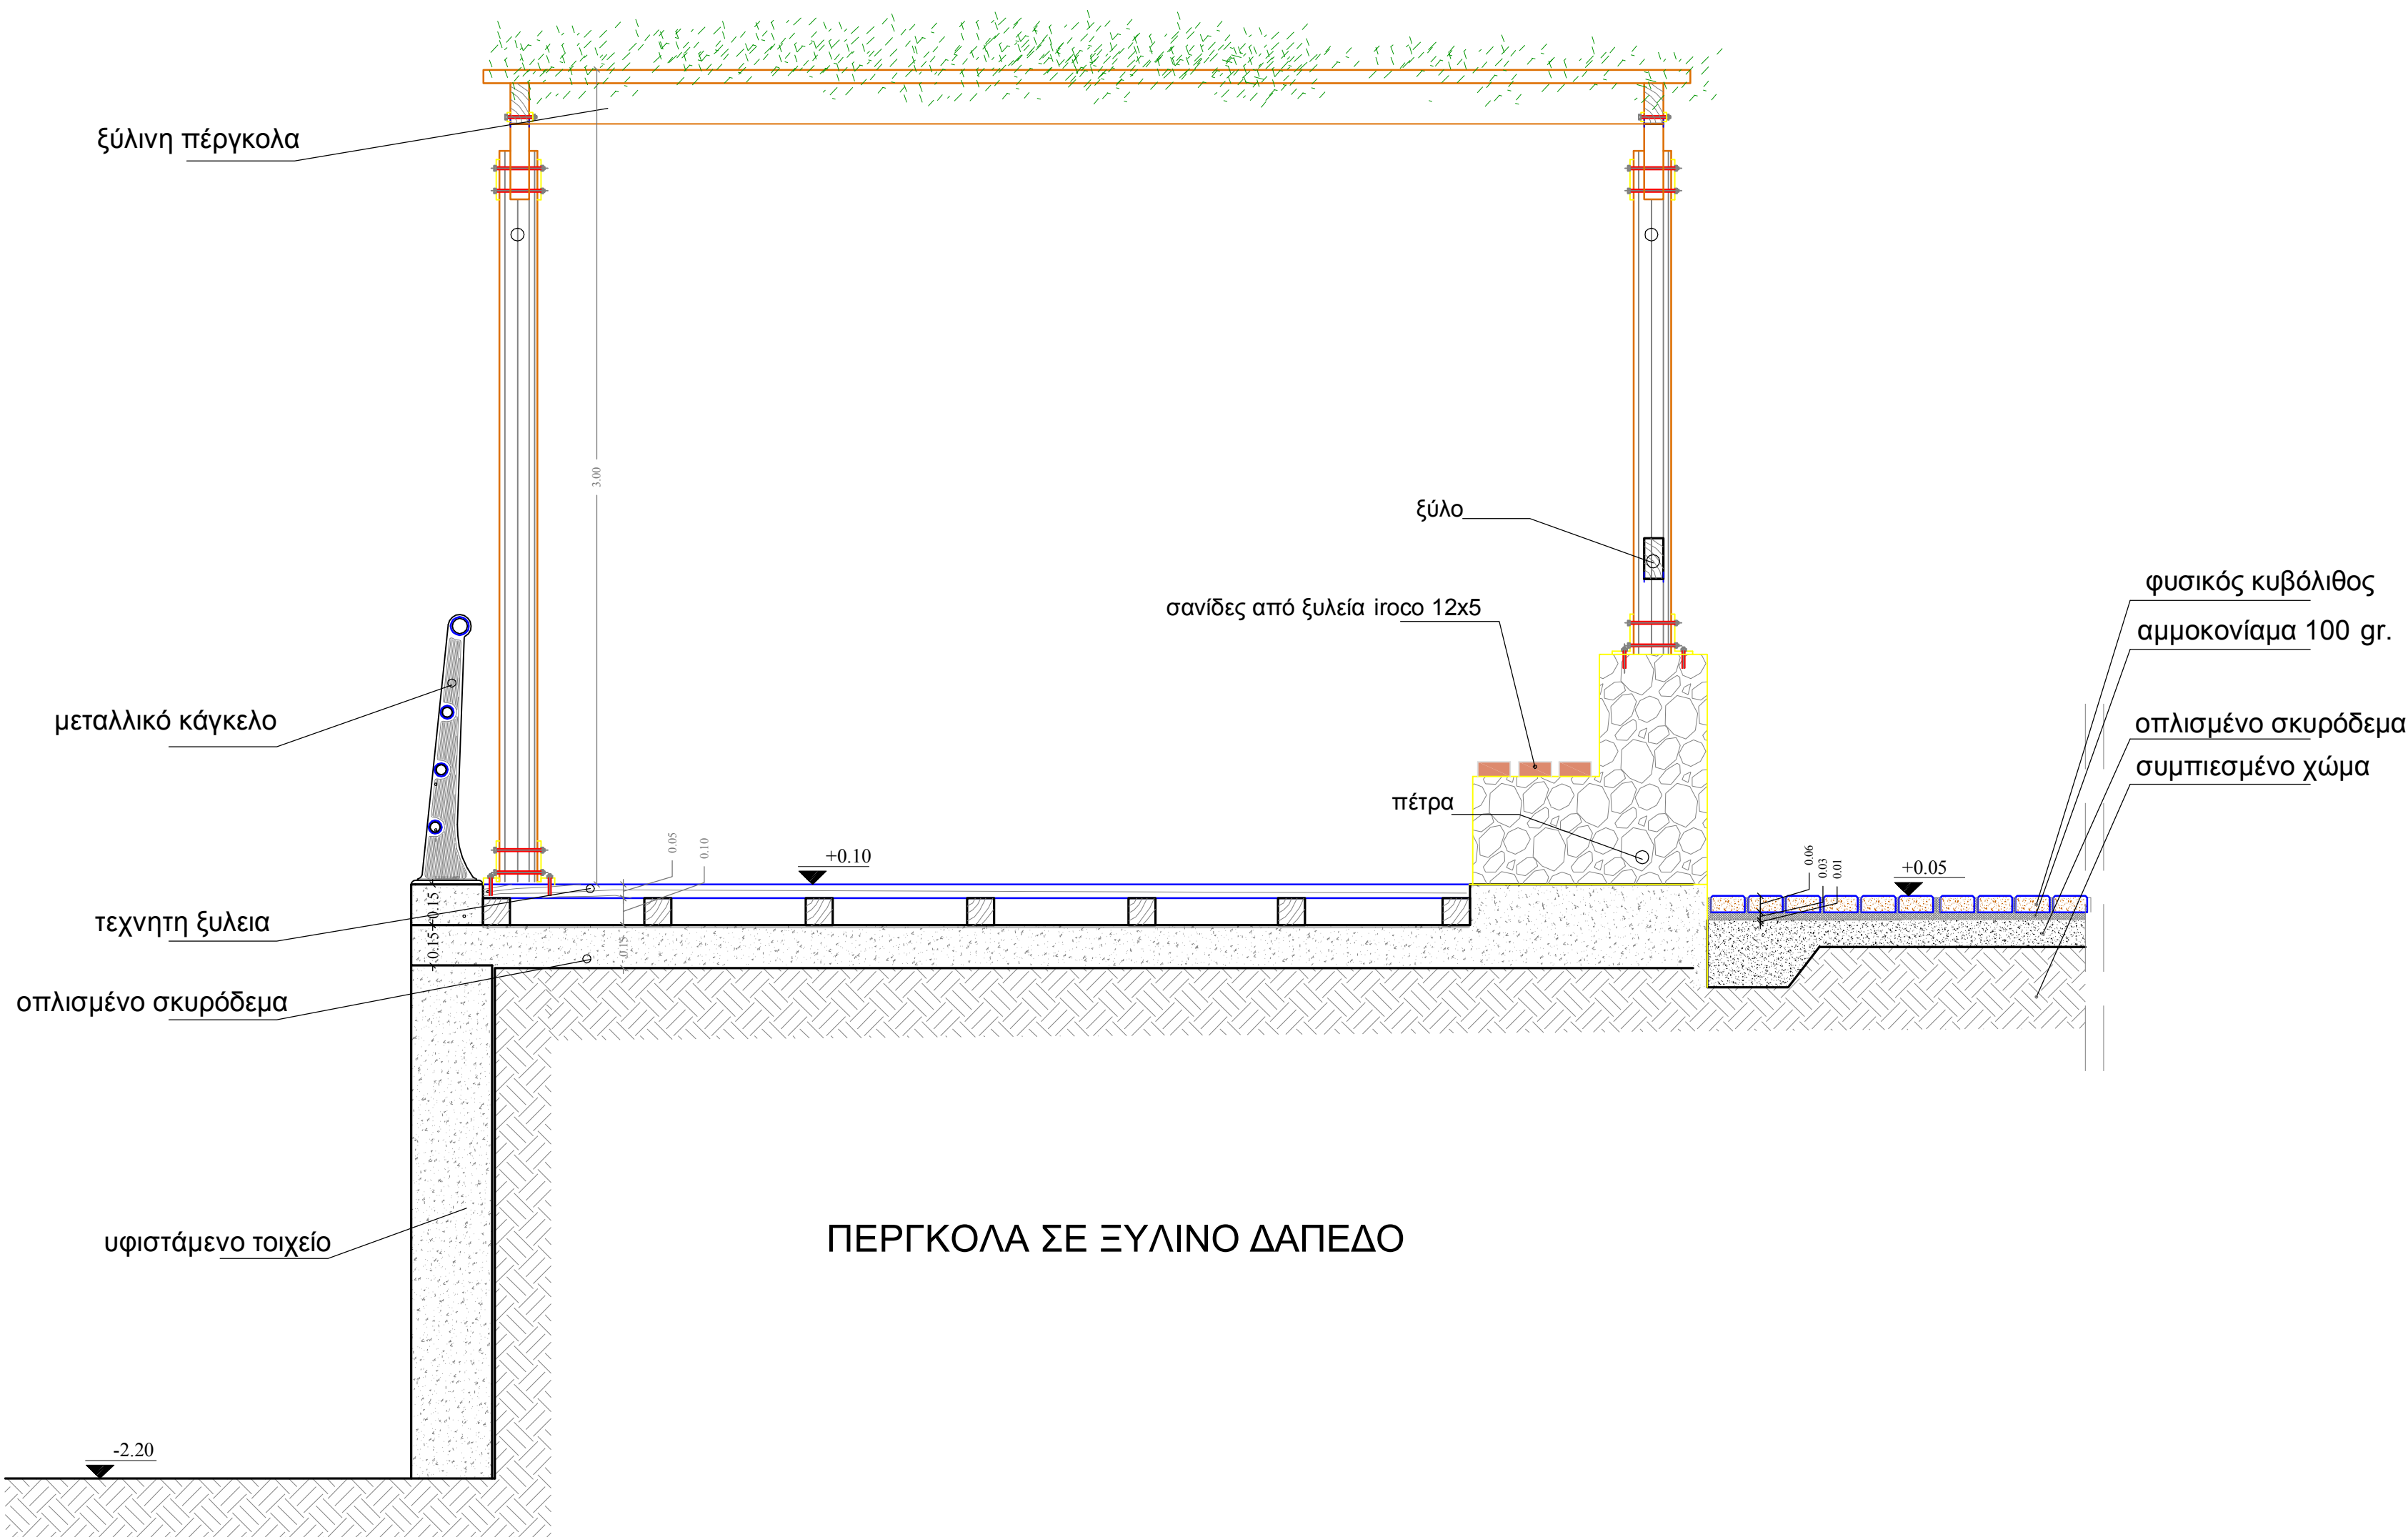 ξύλινη πέργκολα
3.00
ξύλο
σανίδες από ξυλεία iroco 12x5
φυσικός κυβόλιθος
αμμοκονίαμα 100 gr.
μεταλλικό κάγκελο
οπλισμένο σκυρόδεμα
συμπιεσμένο χώμα
πέτρα
0.05
0.10
+0.10
0.06
0.03
0.01
+0.05
τεχνητη ξυλεια
0.15
0.15
0.15
οπλισμένο σκυρόδεμα
υφιστάμενο τοιχείο
ΠΕΡΓΚΟΛΑ ΣΕ ΞΥΛΙΝΟ ΔΑΠΕΔΟ
-2.20